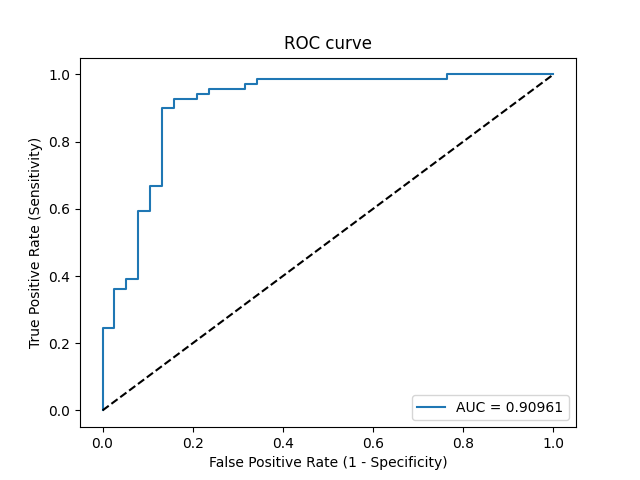 ROC curve
1.0
0.8
0.6
0.4
0.2
0.0
True Positive Rate (Sensitivity)
AUC = 0.90961
0.0 0.2 0.4 0.6 0.8 1.0
False Positive Rate (1 - Specificity)